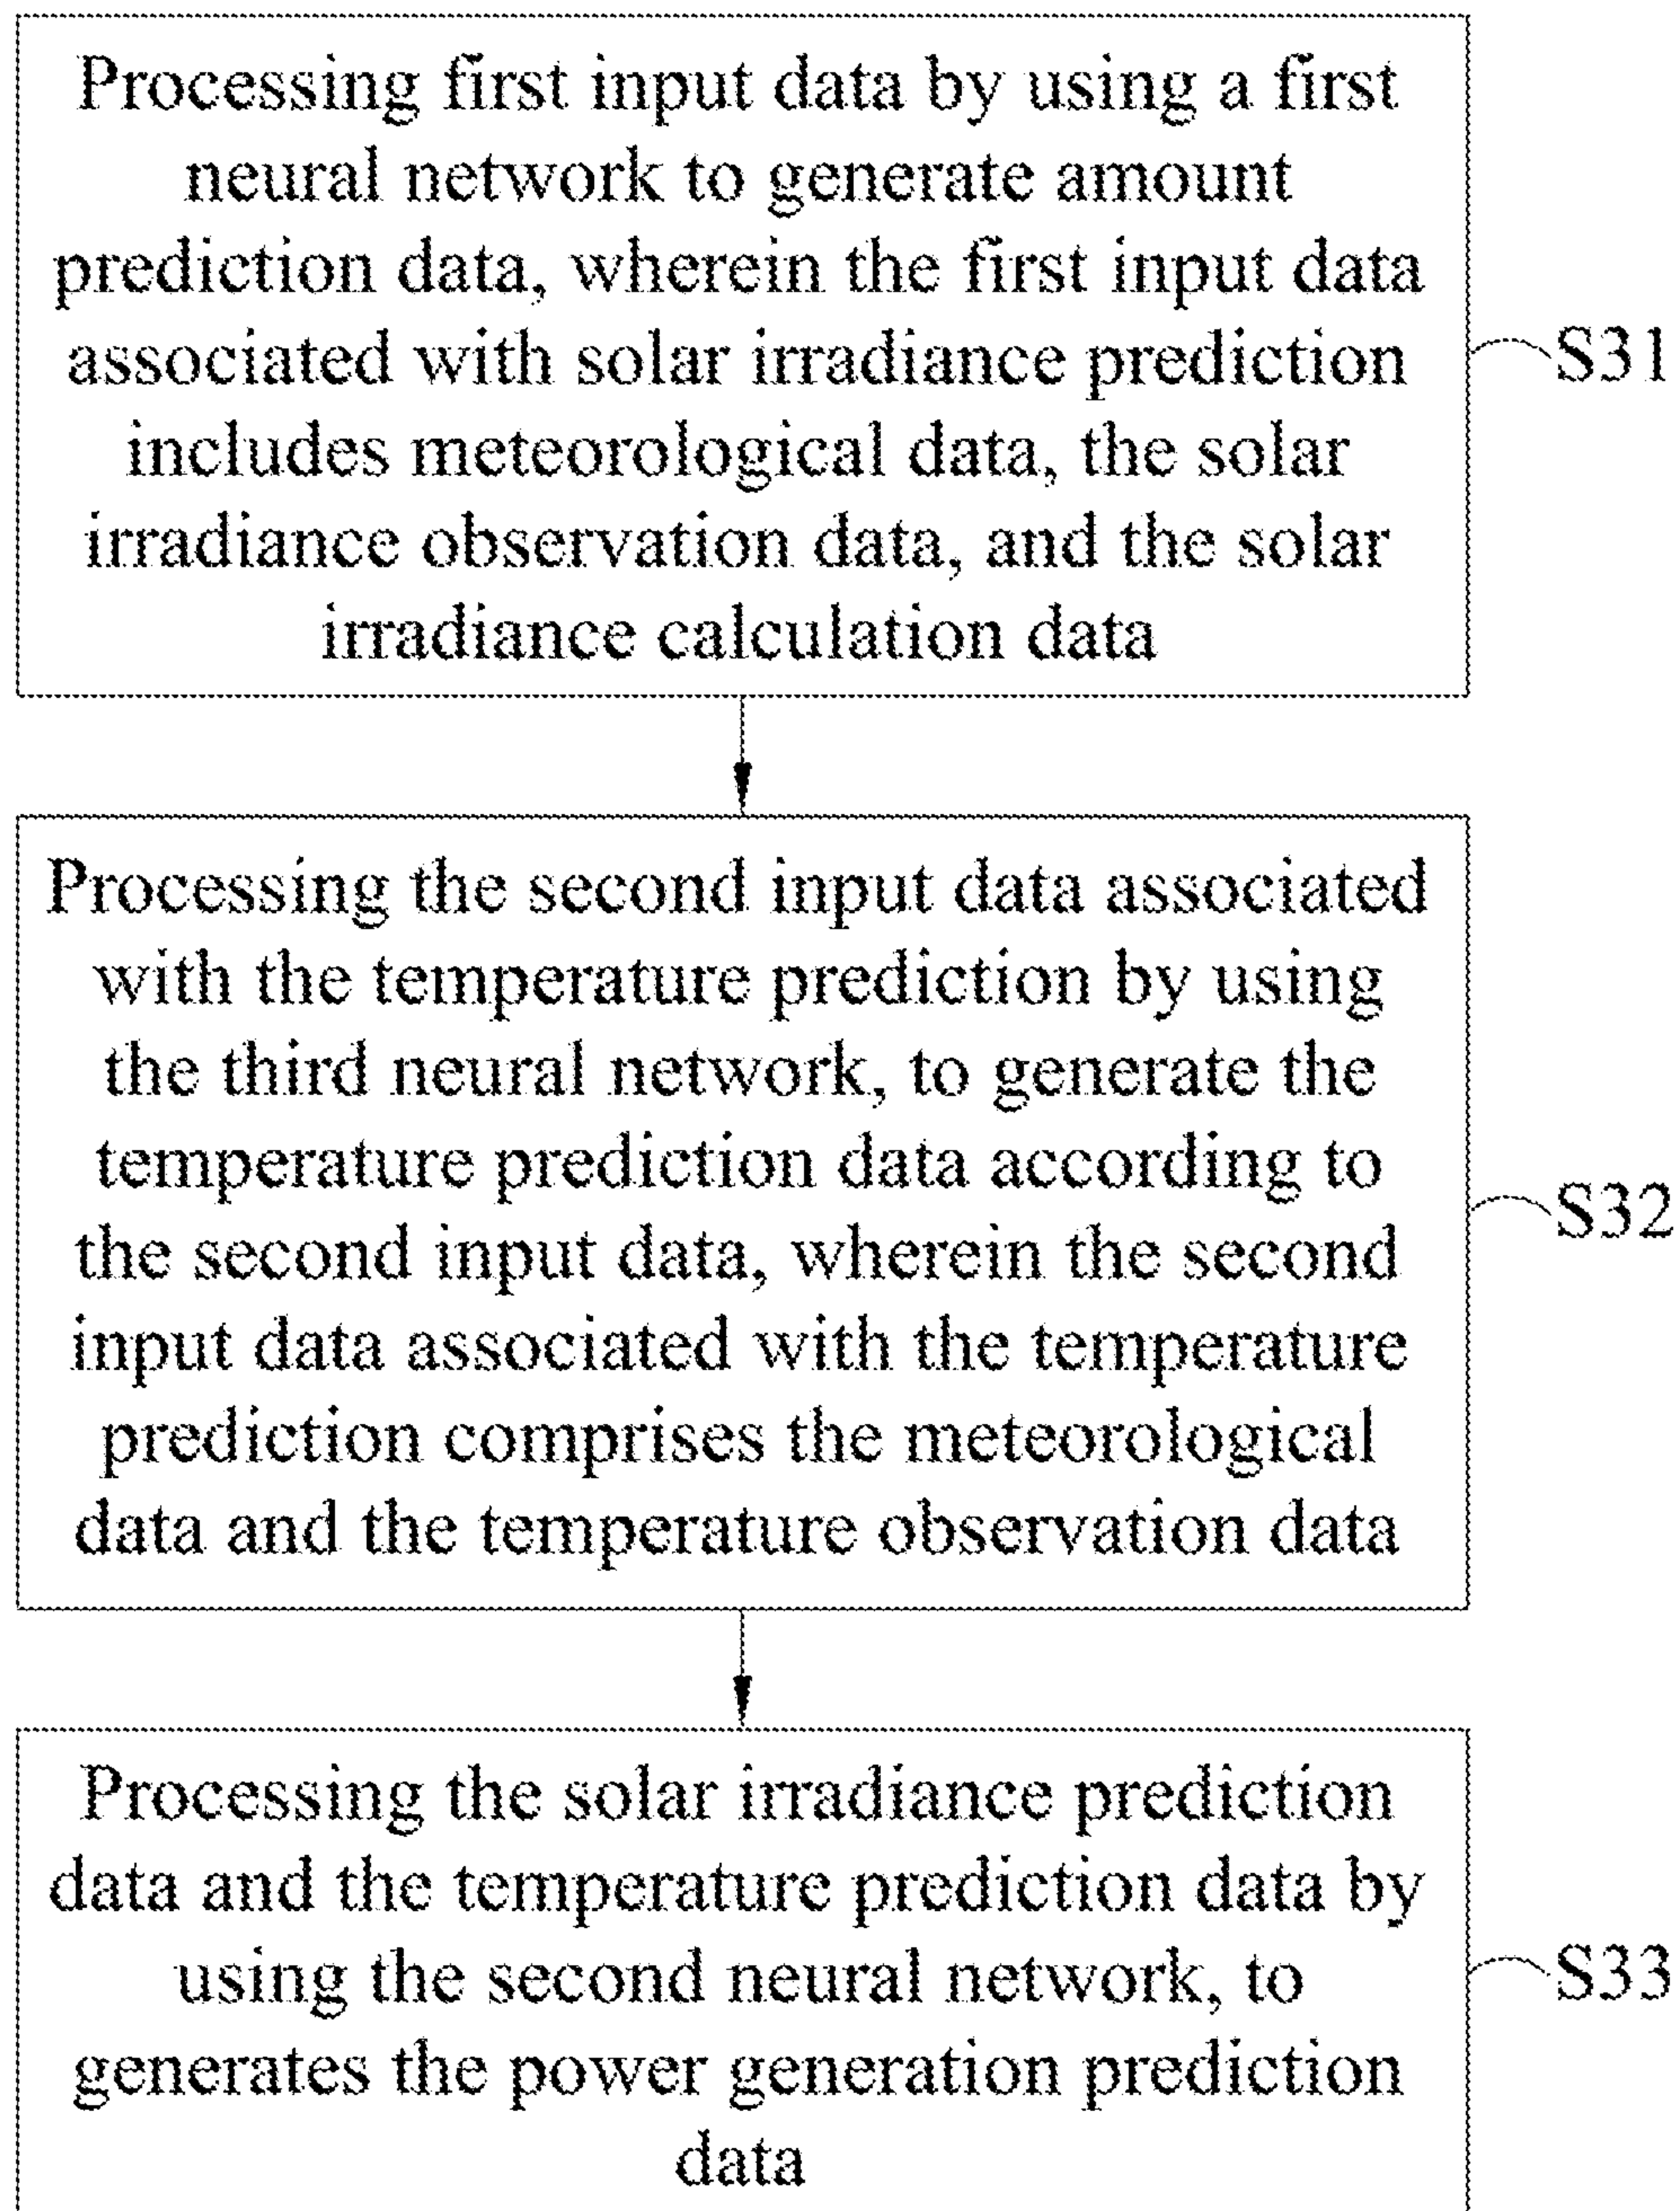 Processing first input data by using a first
neural network to generate amount
prediction data, wherein the first input data
associated with solar irradiance prediction
includes meteorological data, the solar
irradiance observation data, and the solar
irradiance calculation data
S31
Processing the second input data associated
with the temperature prediction by using
the third neural network, to generate the
temperature prediction data according to
the second input data, wherein the second
input data associated with the temperature
prediction comprises the meteorological
data and the temperature observation data
S32
Processing the solar irradiance prediction
data and the temperature prediction data by
using the second neural network, to
generates the power generation prediction
data
S33